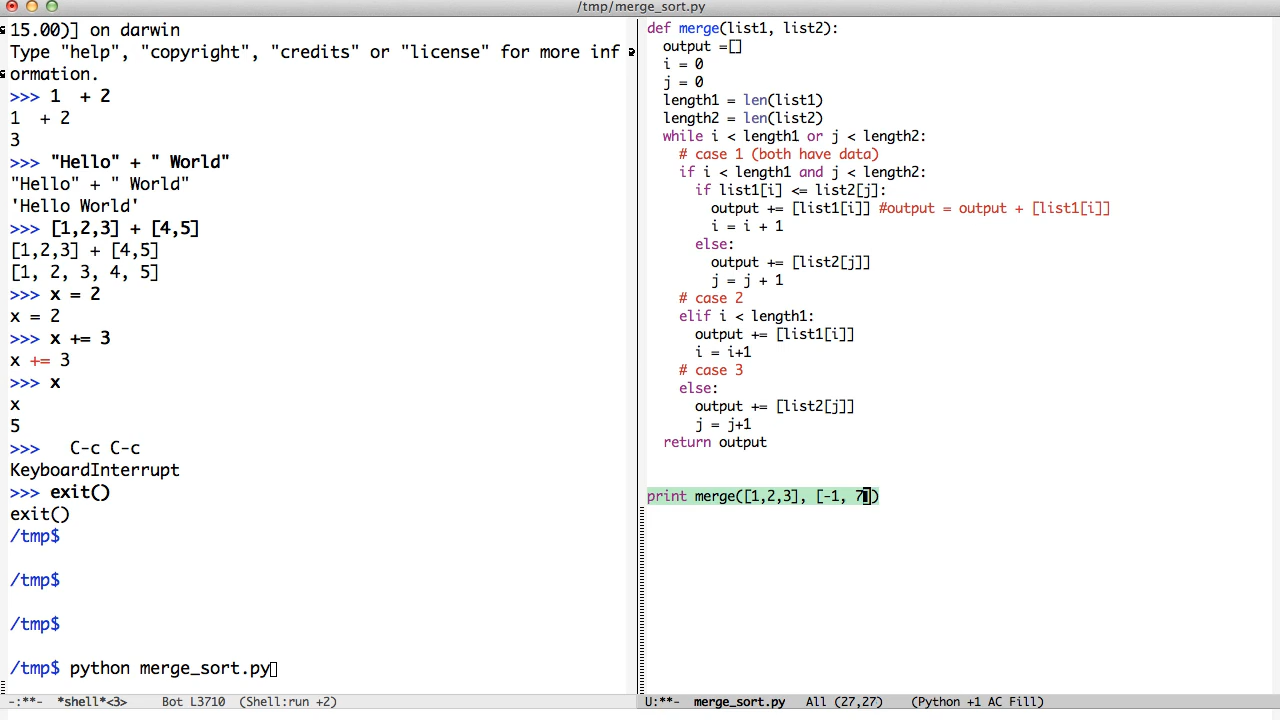 /tmp/merge_sort.py
15.00)] on darwin
Type "help", "copyright", "credits" or "license" for more inf
ormation.
>>> 1  + 2
1  + 2
3
>>> "Hello" + " World"
"Hello" + " World"
'Hello World'
>>> [1,2,3] + [4,5]
[1,2,3] + [4,5]
[1, 2, 3, 4, 5]
>>> x = 2
x = 2
>>> x += 3
x += 3
>>> x
x
5
>>>   C-c C-c
KeyboardInterrupt
>>> exit()
exit()
/tmp$
/tmp$
/tmp$
/tmp$ python merge_sort.py
-:**-  *shell*<3>    Bot L3710  (Shell:run +2)
def merge(list1, list2):
  output =[]
  i = 0
  j = 0
  length1 = len(list1)
  length2 = len(list2)
  while i < length1 or j < length2:
    # case 1 (both have data)
    if i < length1 and j < length2:
      if list1[i] <= list2[j]:
        output += [list1[i]] #output = output + [list1[i]]
        i = i + 1
      else:
        output += [list2[j]]
        j = j + 1
    # case 2
    elif i < length1:
      output += [list1[i]]
      i = i+1
    # case 3
    else:
      output += [list2[j]]
      j = j+1
  return output
print merge([1,2,3], [-1, 7])
U:**-  merge_sort.py   All (27,27)    (Python +1 AC Fill)